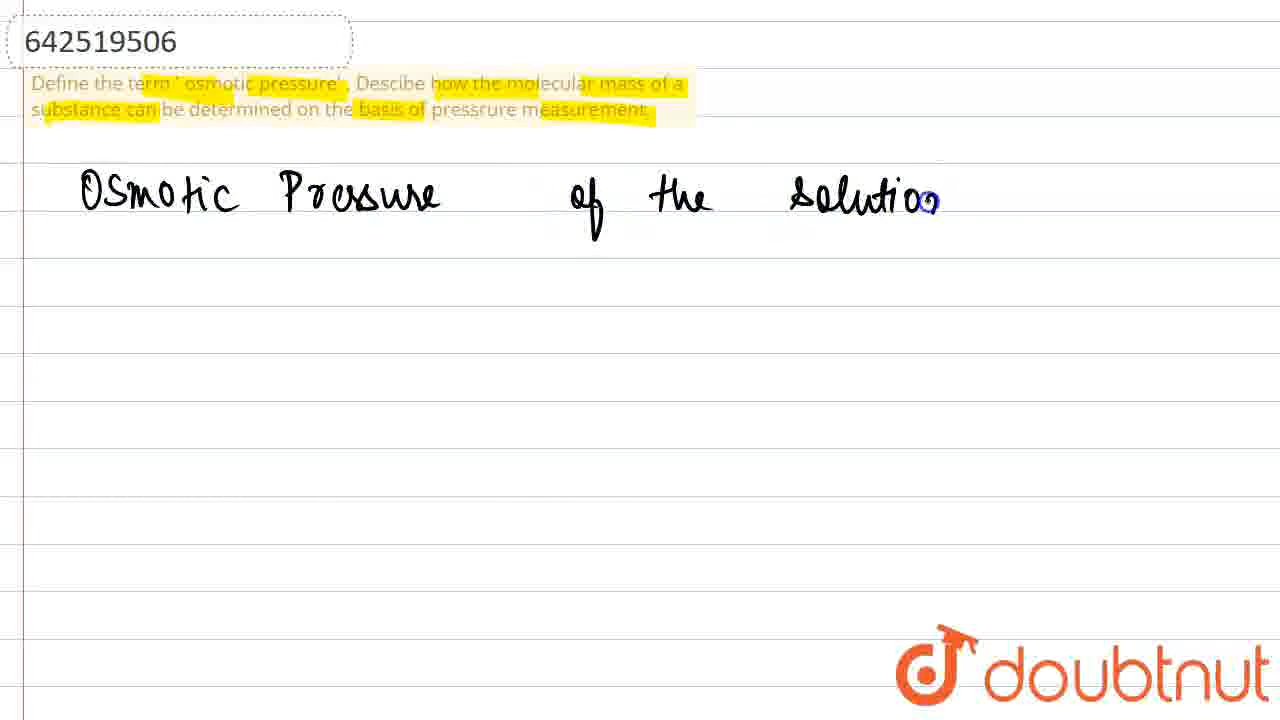 642519506
Define the term ' osmotic pressure' . Descibe how the molecular mass of a
substance can be determined on the basis of presscrure measurement.
Osmotic Pressure of the solution
doubtnut